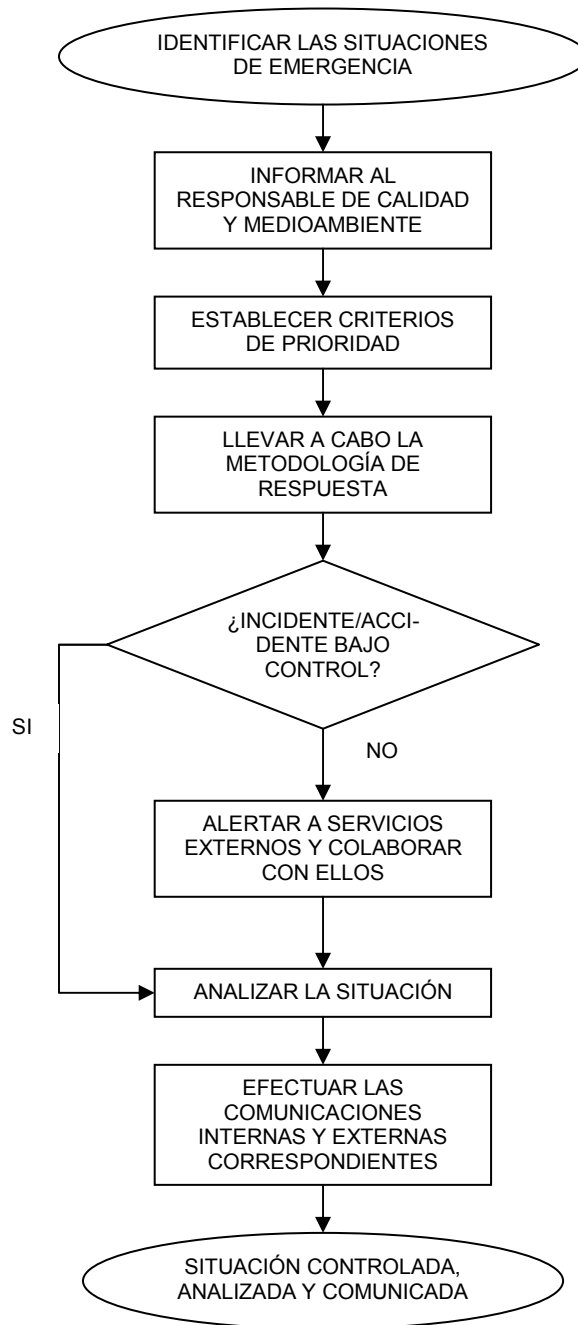 IDENTIFICAR LAS SITUACIONES
DE EMERGENCIA
INFORMAR AL
RESPONSABLE DE CALIDAD
Y MEDIOAMBIENTE
ESTABLECER CRITERIOS
DE PRIORIDAD
LLEVAR A CABO LA
METODOLOGÍA DE
RESPUESTA
¿INCIDENTE/ACCI-
DENTE BAJO
CONTROL?
SI
NO
ALERTAR A SERVICIOS
EXTERNOS Y COLABORAR
CON ELLOS
ANALIZAR LA SITUACIÓN
EFECTUAR LAS
COMUNICACIONES
INTERNAS Y EXTERNAS
CORRESPONDIENTES
SITUACIÓN CONTROLADA,
ANALIZADA Y COMUNICADA